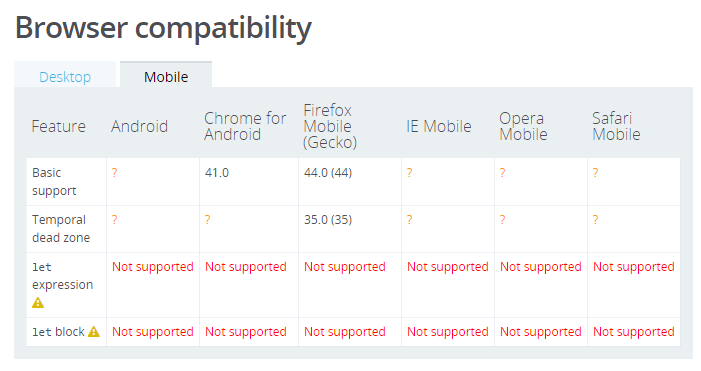 Browser compatibility
Desktop Mobile
Feature Android Chrome for Android Firefox Mobile (Gecko) IE Mobile Opera Mobile Safari Mobile
Basic support ? 41.0 44.0 (44) ? ? ?
Temporal dead zone ? ? 35.0 (35) ? ? ?
let expression Not supported Not supported Not supported Not supported Not supported Not supported
let block Not supported Not supported Not supported Not supported Not supported Not supported